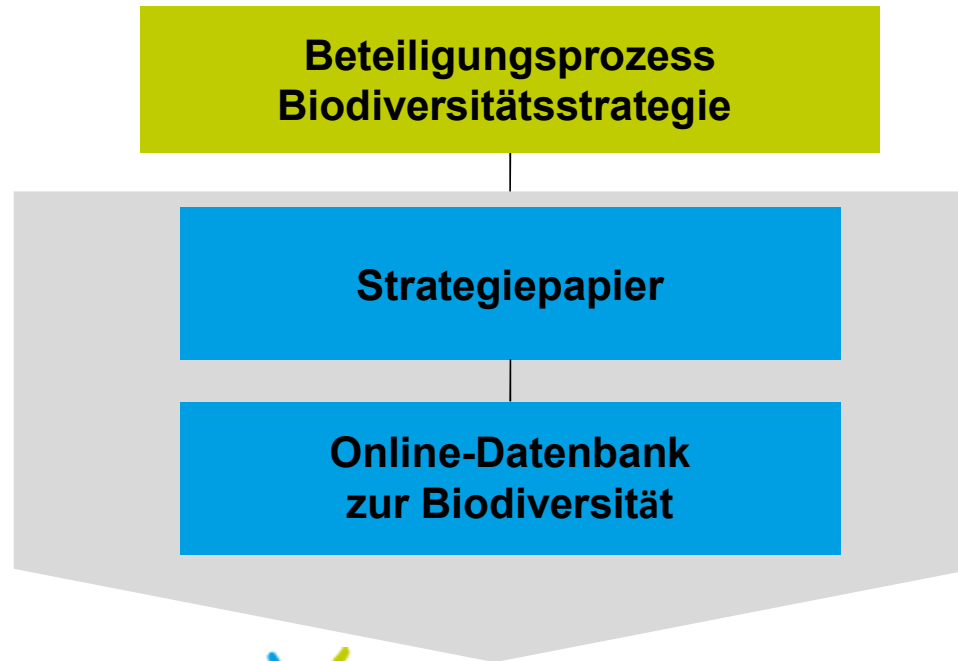 Beteiligungsprozess
Biodiversitätsstrategie
Strategiepapier
Online-Datenbank
zur Biodiversität